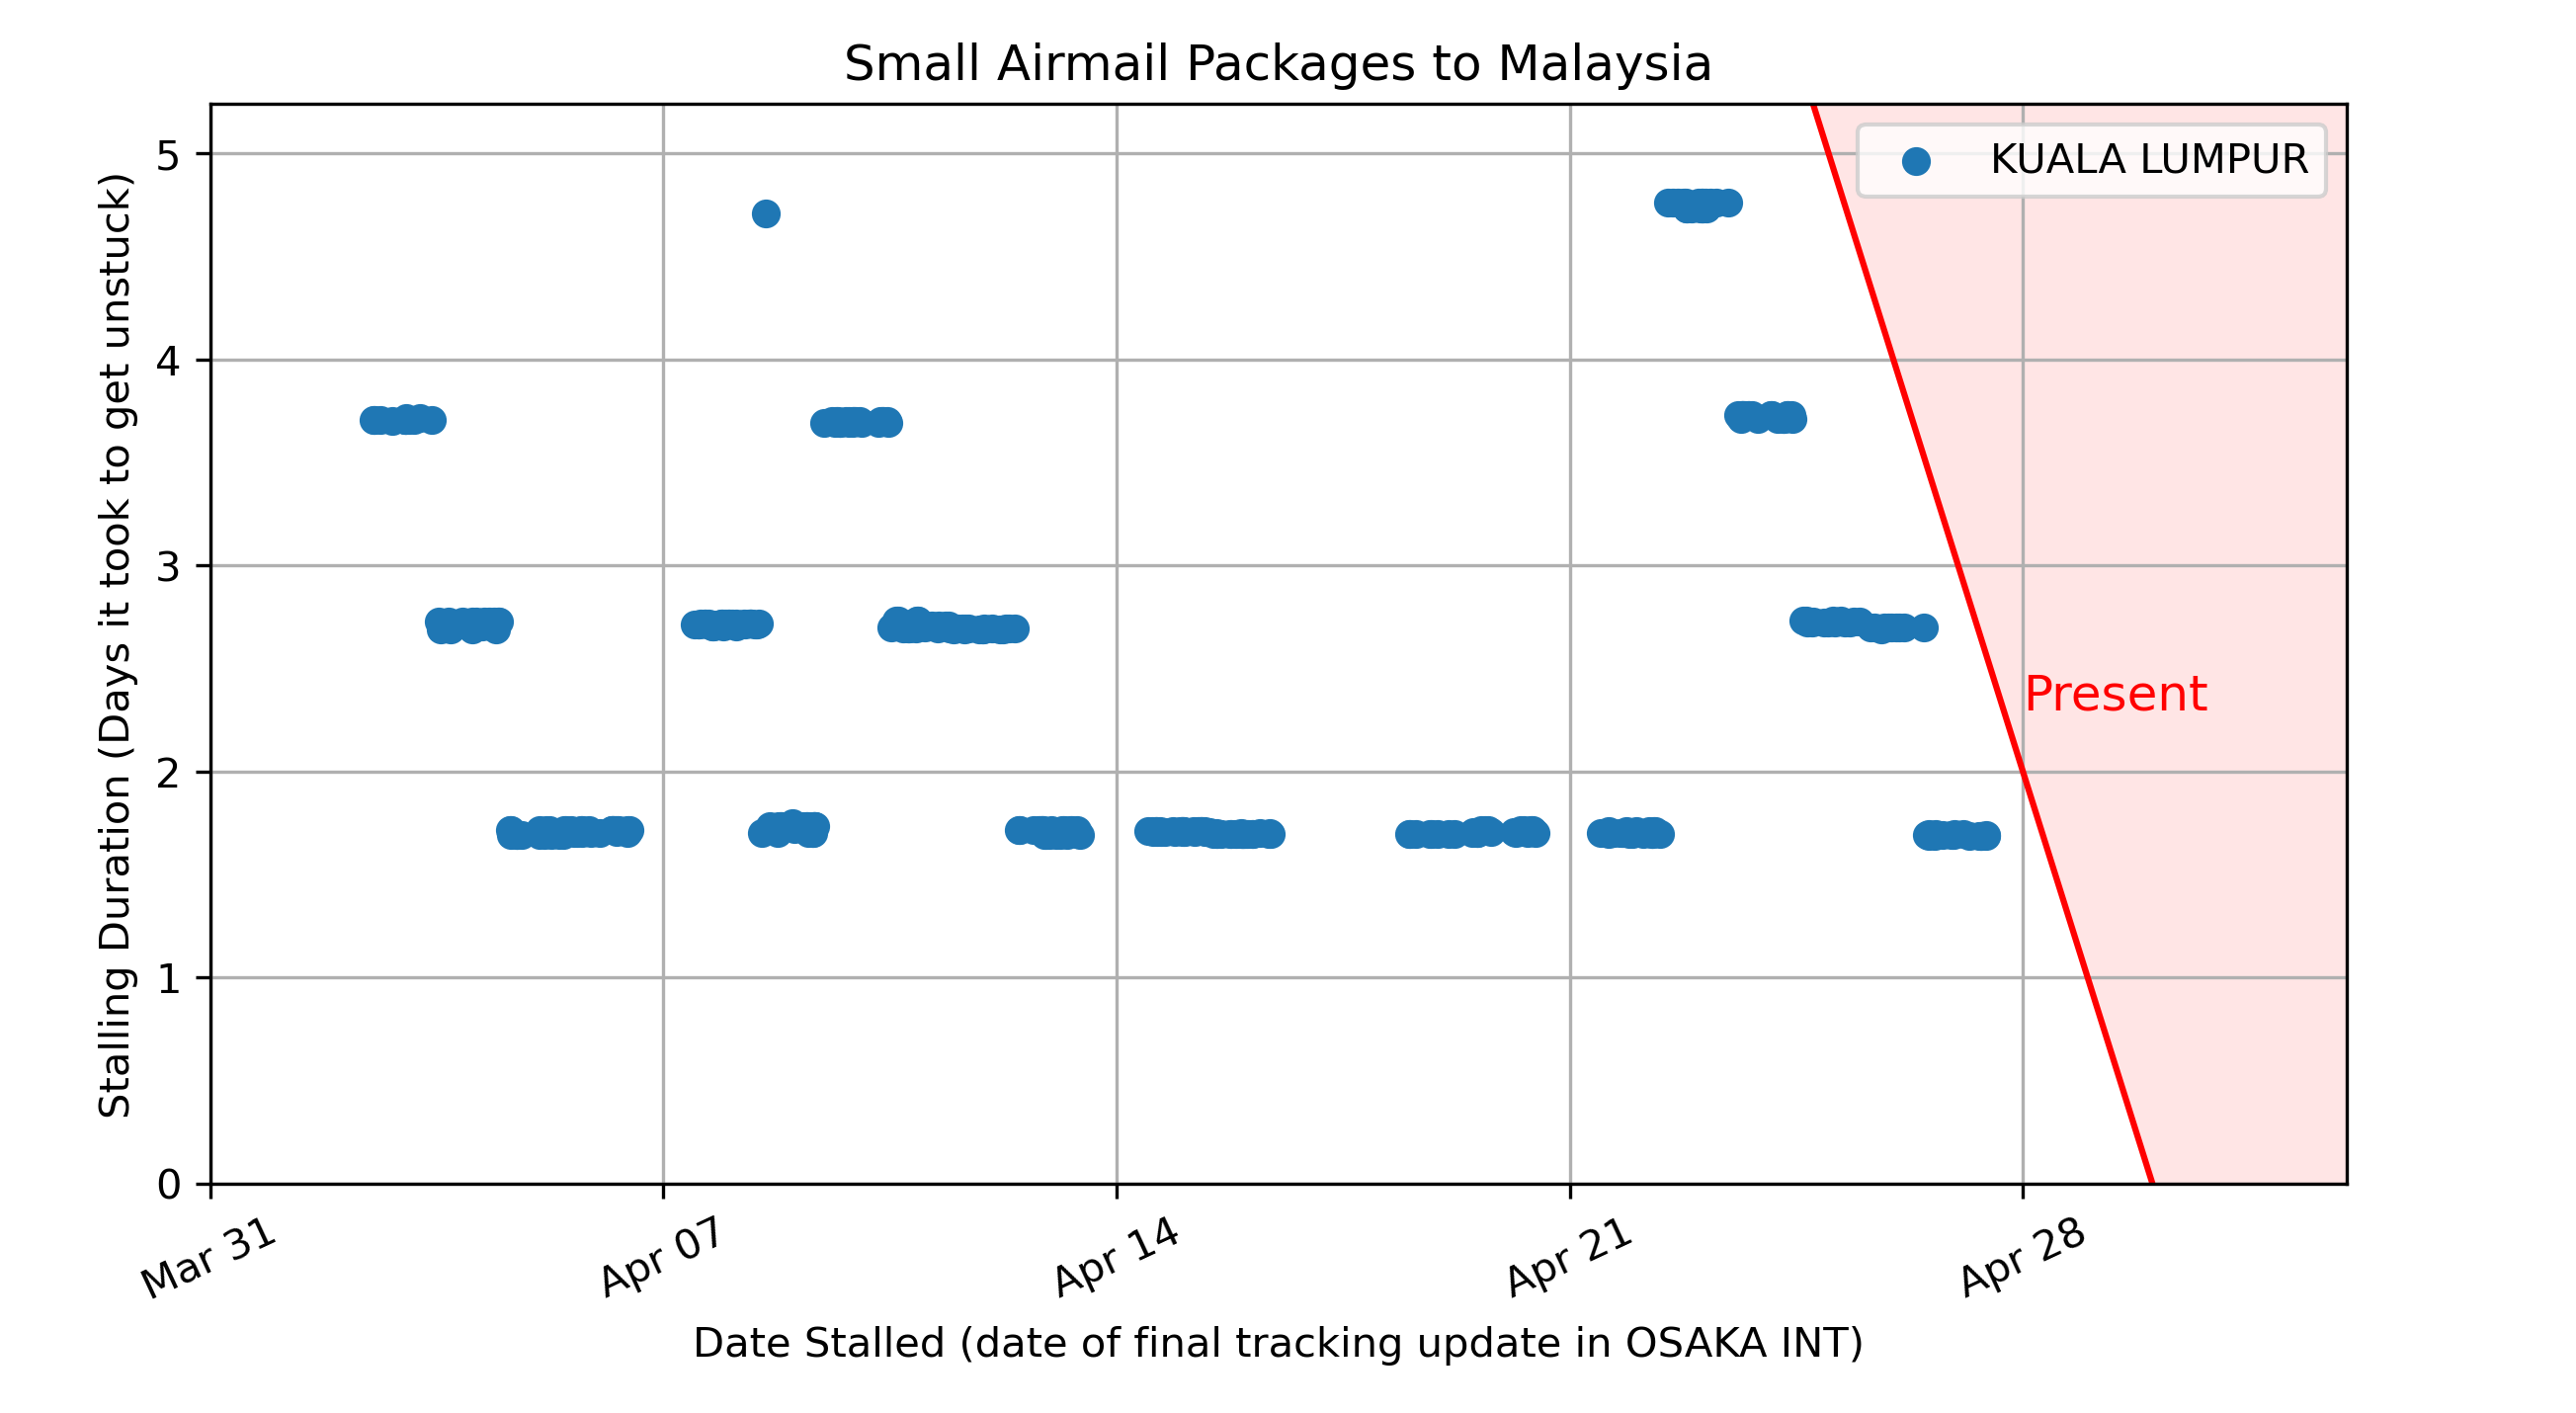 Small Airmail Packages to Malaysia
KUALA LUMPUR
Stalling Duration (Days it took to get unstuck)
5
4
3
2
1
0
Present
Mar 31
Apr 07
Apr 14
Apr 21
Apr 28
Date Stalled (date of final tracking update in OSAKA INT)